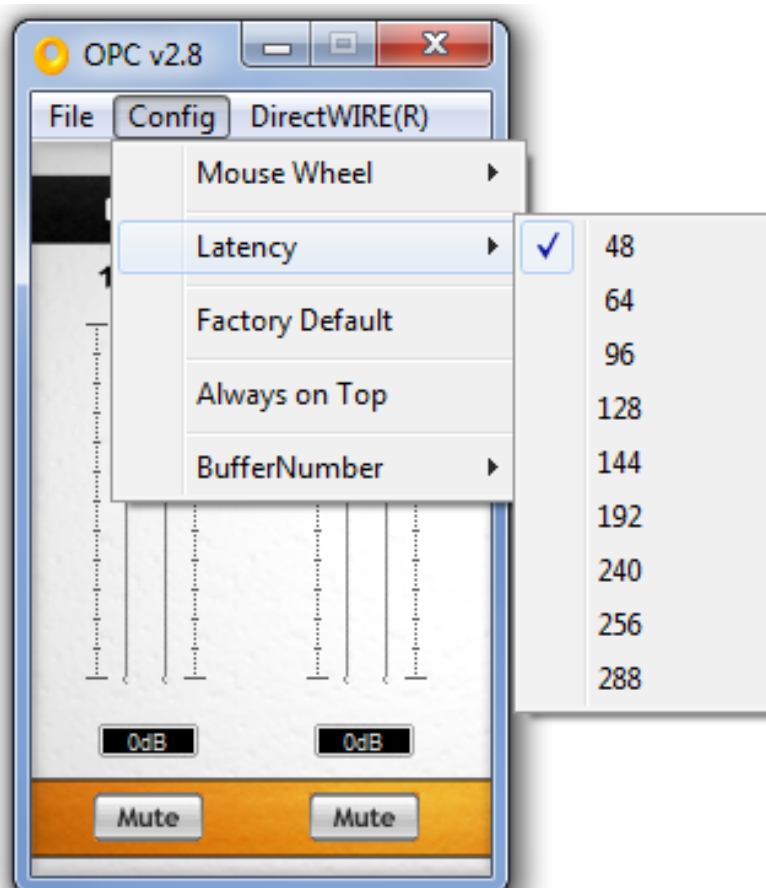 OPC v2.8
File Config DirectWIRE(R)
Mouse Wheel
Latency
Factory Default
Always on Top
BufferNumber
48
64
96
128
144
192
240
256
288
1
0dB 0dB
Mute Mute